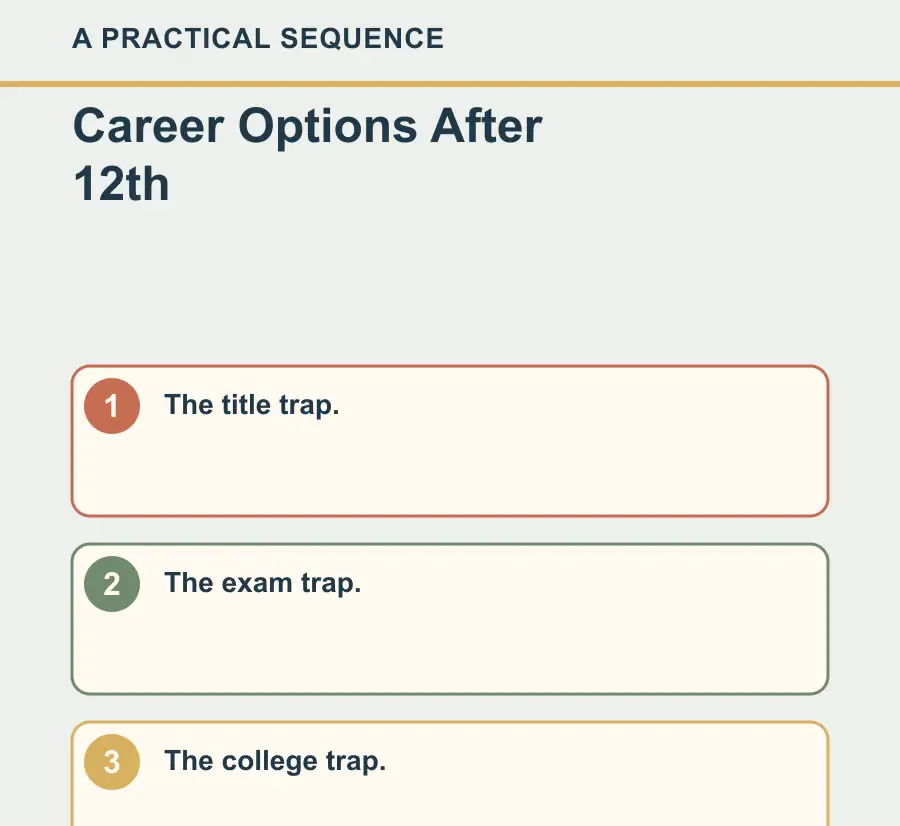 A PRACTICAL SEQUENCE
Career Options After
12th
1
The title trap.
2
The exam trap.
3
The college trap.